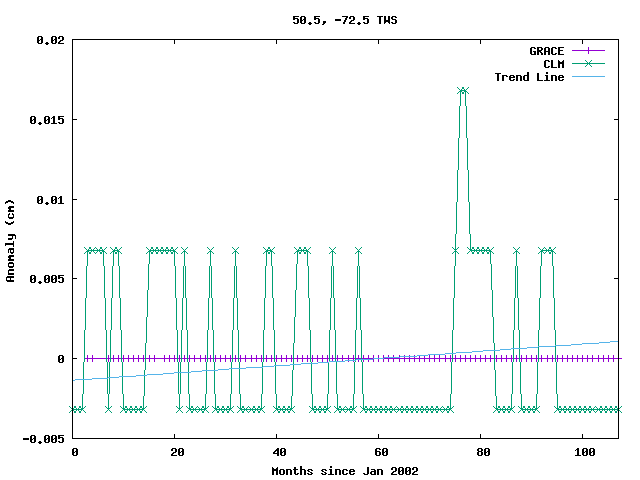 50.5, -72.5 TWS
0.02
0.015
0.01
0.005
0
-0.005
Anomaly (cm)
GRACE
CLM
Trend Line
0 20 40 60 80 100
Months since Jan 2002